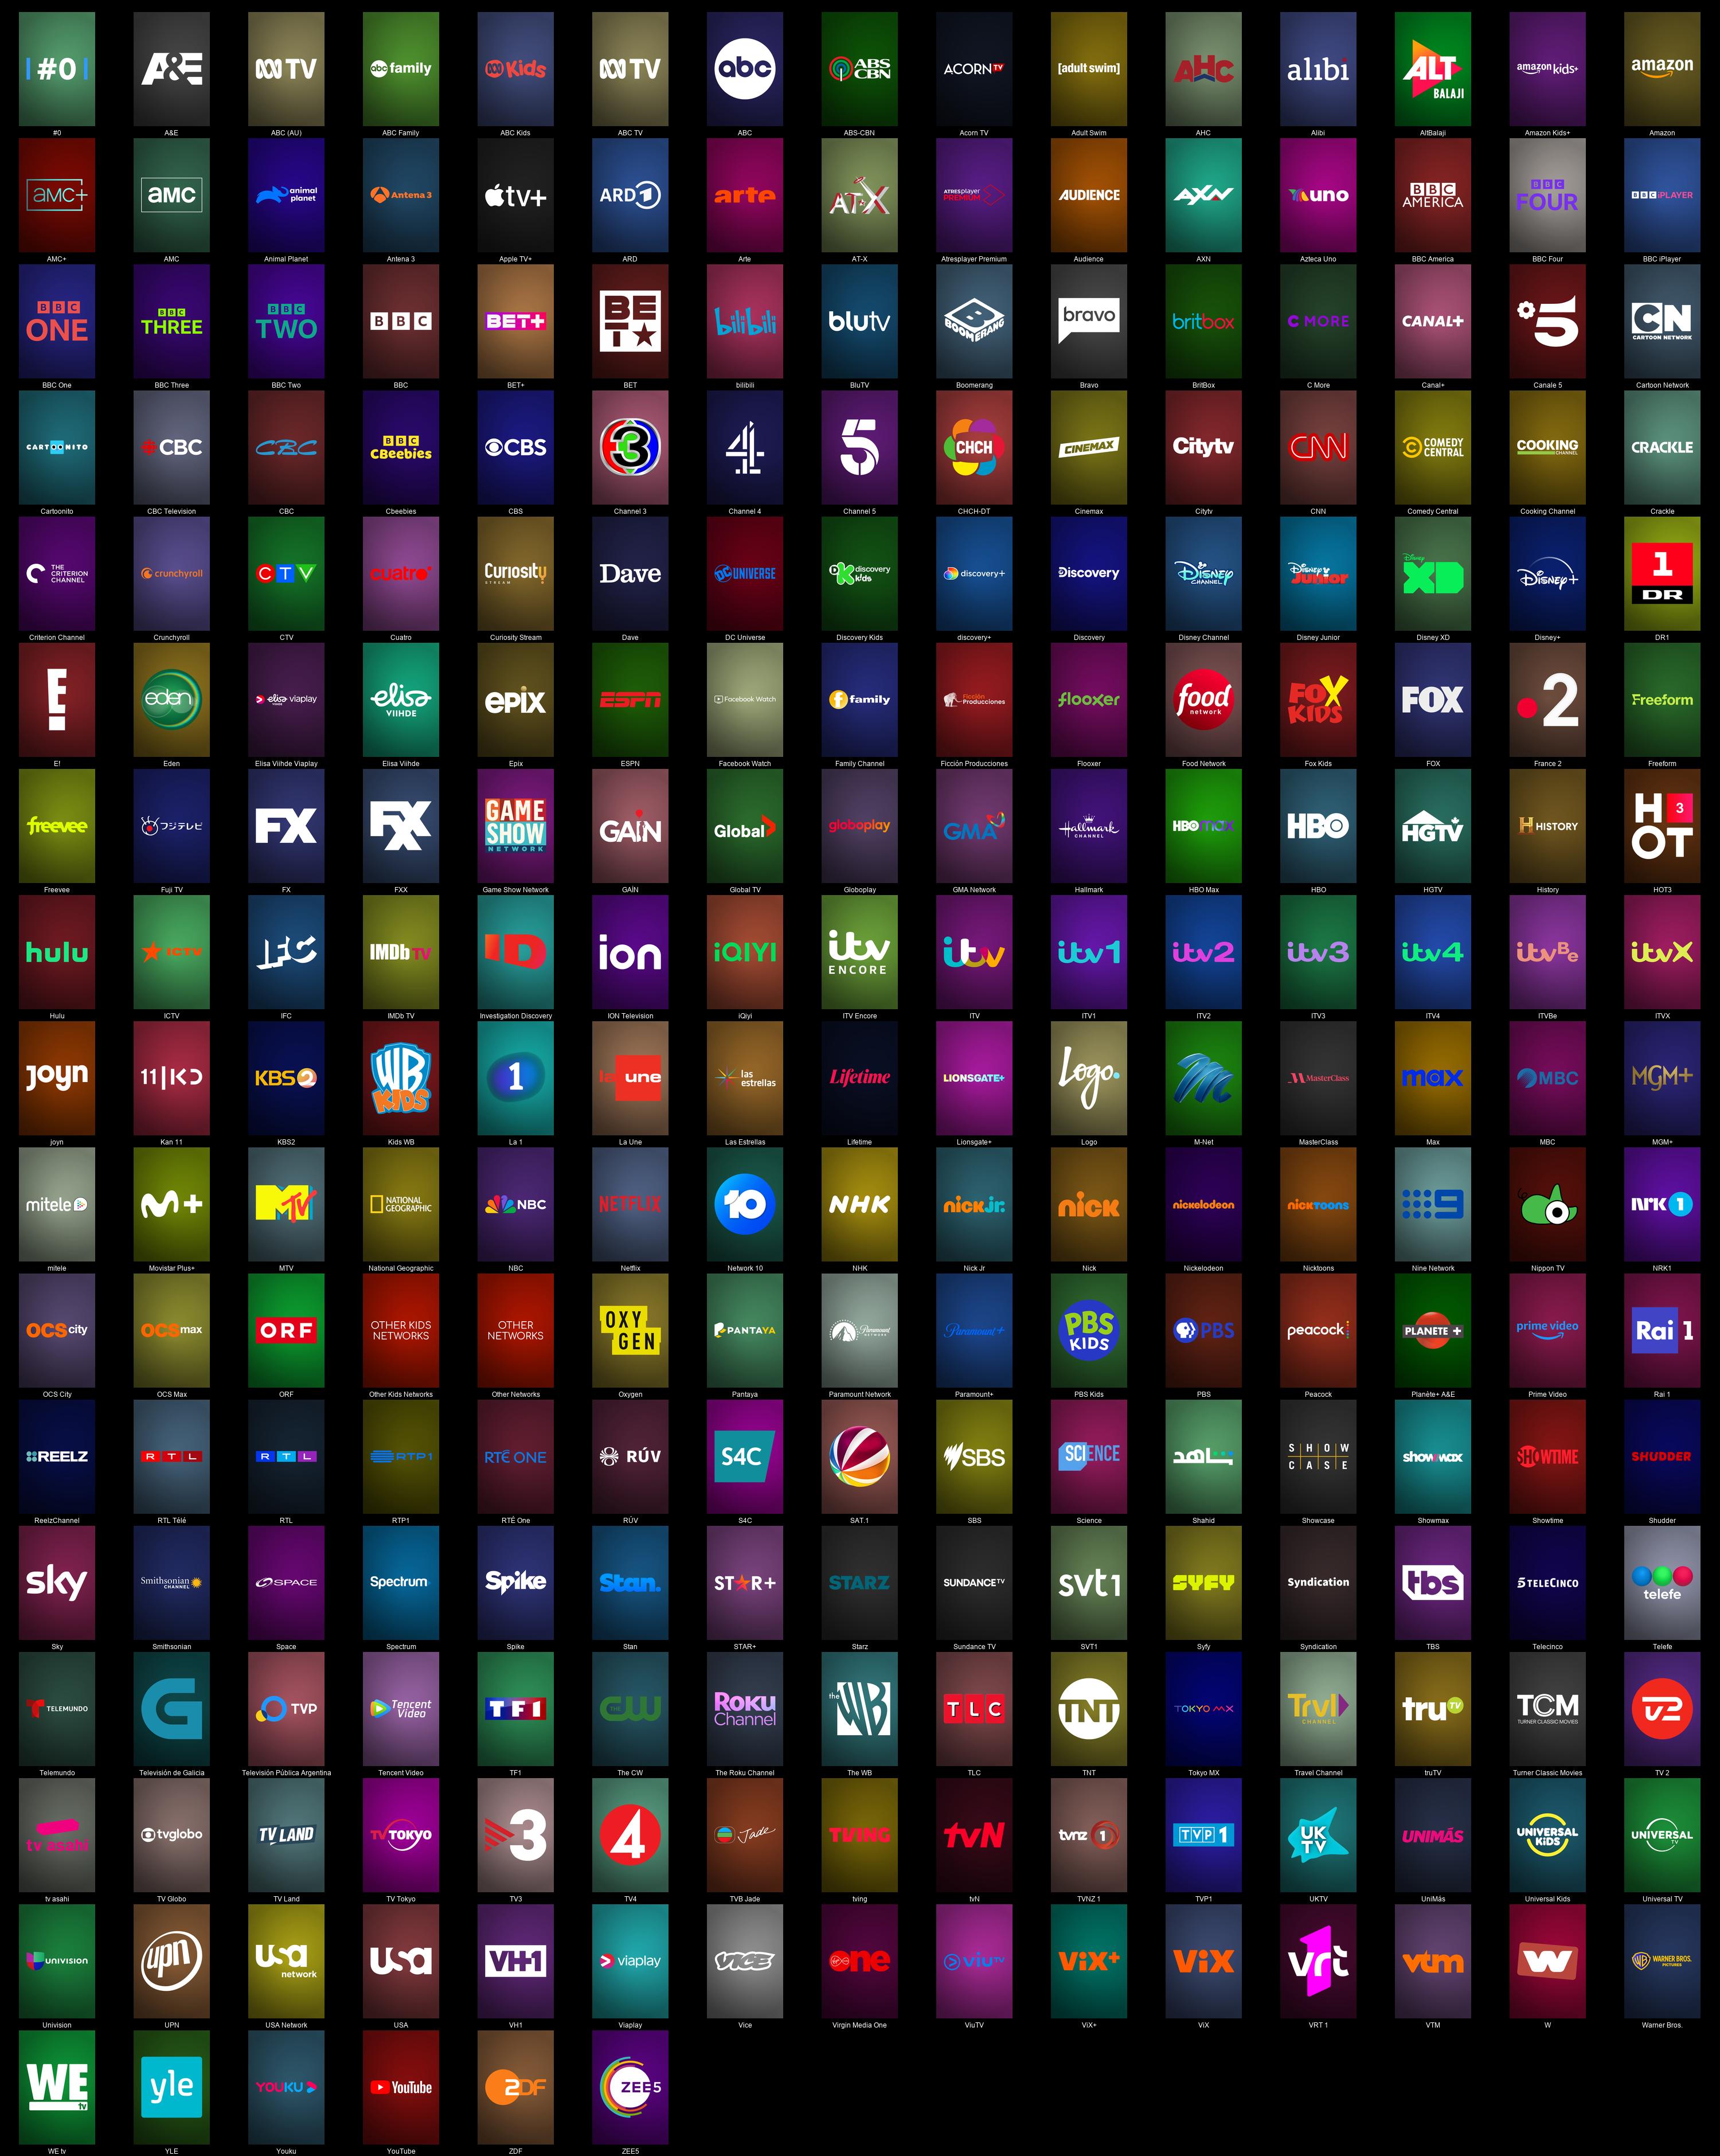 #0 A&E TV abc family Kids TV abc ABS CBN ACORN TV [adult swim] AHC alibi ALT BALAJI amazon kids+ amazon
#0 A&E ABC (AU) ABC Family ABC Kids ABC TV ABC ABS-CBN Acorn TV Adult Swim AHC Alibi AltBalaji Amazon Kids+ Amazon
aMC+ aMC animal planet Antena 3 tv+ ARD 1 arte AT-X ATRESplayer PREMIUM AUDIENCE AXN uno BBC AMERICA BBC FOUR BBC iPLAYER
AMC+ AMC Animal Planet Antena 3 Apple TV+ ARD Arte AT-X Atresplayer Premium Audience AXN Azteca Uno BBC America BBC Four BBC iPlayer
BBC ONE BBC THREE BBC TWO BBC BET+ BET bilibili blutv BOOMERANG bravo britbox C MORE CANAL+ 5 CN CARTOON NETWORK
BBC One BBC Three BBC Two BBC BET+ BET bilibili BluTV Boomerang Bravo BritBox C More Canal+ Canale 5 Cartoon Network
CARTOONITO CBC CBC BBC CBeebies CBS 3 4 5 CHCH CINEMAX Citytv CNN COMEDY CENTRAL COOKING CHANNEL CRACKLE
Cartoonito CBC Television CBC Cbeebies CBS Channel 3 Channel 4 Channel 5 CHCH-DT Cinemax Citytv CNN Comedy Central Cooking Channel Crackle
THE CRITERION CHANNEL crunchyroll CTV cuatro CURIOSITY STREAM Dave DC UNIVERSE DK discovery kids discovery+ Discovery Disney CHANNEL Disney Junior Disney XD Disney+ 1 DR
Criterion Channel Crunchyroll CTV Cuatro Curiosity Stream Dave DC Universe Discovery Kids discovery+ Discovery Disney Channel Disney Junior Disney XD Disney+ DR1
E! eden elisa VIIHDE viaplay elisa VIIHDE epix ESPN Facebook Watch family Ficción Producciones flooxer food network FOX KIDS FOX 2 Freeform
E! Eden Elisa Viihde Viaplay Elisa Viihde Epix ESPN Facebook Watch Family Channel Ficción Producciones Flooxer Food Network Fox Kids FOX France 2 Freeform
freevee フジテレビ FX FXX GAME SHOW NETWORK GAİN Global globoplay GMA Hallmark CHANNEL HBO max HBO HGTV H HISTORY HOT 3
Freevee Fuji TV FX FXX Game Show Network GAİN Global TV Globoplay GMA Network Hallmark HBO Max HBO HGTV History HOT3
hulu ICTV IFC IMDb TV ID ion iQIYI itv ENCORE itv itv1 itv2 itv3 itv4 itvBe itvX
Hulu ICTV IFC IMDb TV Investigation Discovery ION Television iQiyi ITV Encore ITV ITV1 ITV2 ITV3 ITV4 ITVBe ITVX
joyn 11 KBS2 WB KIDS 1 la une las estrellas Lifetime LIONSGATE+ Logo. MasterClass max MBC MGM+
joyn Kan 11 KBS2 Kids WB La 1 La Une Las Estrellas Lifetime Lionsgate+ Logo M-Net MasterClass Max MBC MGM+
mitele M+ MTV NATIONAL GEOGRAPHIC NBC NETFLIX 10 NHK nick jr. nick nickelodeon nicktoons 9 nrk 1
mitele Movistar Plus+ MTV National Geographic NBC Netflix Network 10 NHK Nick Jr Nick Nickelodeon Nicktoons Nine Network Nippon TV NRK1
OCS city OCS max ORF OTHER KIDS NETWORKS OTHER NETWORKS OXYGEN PANTAYA Paramount NETWORK Paramount+ PBS KIDS PBS peacock PLANETE + prime video Rai 1
OCS City OCS Max ORF Other Kids Networks Other Networks Oxygen Pantaya Paramount Network Paramount+ PBS Kids PBS Peacock Planète+ A&E Prime Video Rai 1
REELZ RTL RTL RTP1 RTÉ ONE RÚV S4C SBS SCIENCE شاهد SHOWCASE showmax SHOWTIME SHUDDER
ReelzChannel RTL Télé RTL RTP1 RTÉ One RÚV S4C SAT.1 SBS Science Shahid Showcase Showmax Showtime Shudder
sky Smithsonian CHANNEL SPACE Spectrum Spike Stan. ST★R+ STARZ SUNDANCE TV svt1 SYFY Syndication tbs 5 TELECINCO telefe
Sky Smithsonian Space Spectrum Spike Stan STAR+ Starz Sundance TV SVT1 Syfy Syndication TBS Telecinco Telefe
TELEMUNDO G TVP Tencent Video TF1 THE CW ROKU Channel the WB TLC TNT TOKYO MX Trvl CHANNEL tru TV TCM TURNER CLASSIC MOVIES 2
Telemundo Televisión de Galicia Televisión Pública Argentina Tencent Video TF1 The CW The Roku Channel The WB TLC TNT Tokyo MX Travel Channel truTV Turner Classic Movies TV 2
tv asahi tvglobo TV LAND TV TOKYO 3 4 Jade TVING tvN tvnz 1 TVP 1 UKTV UNIMÁS UNIVERSAL KIDS UNIVERSAL TV
tv asahi TV Globo TV Land TV Tokyo TV3 TV4 TVB Jade tving tvN TVNZ 1 TVP1 UKTV UniMás Universal Kids Universal TV
UNIVISION upn usa network usa VH1 viaplay VICE one viu TV ViX+ ViX vrt 1 vtm W WARNER BROS. PICTURES
Univision UPN USA Network USA VH1 Viaplay Vice Virgin Media One ViuTV ViX+ ViX VRT 1 VTM W Warner Bros.
WE tv yle YOUKU YouTube 2DF ZEE5
WE tv YLE Youku YouTube ZDF ZEE5